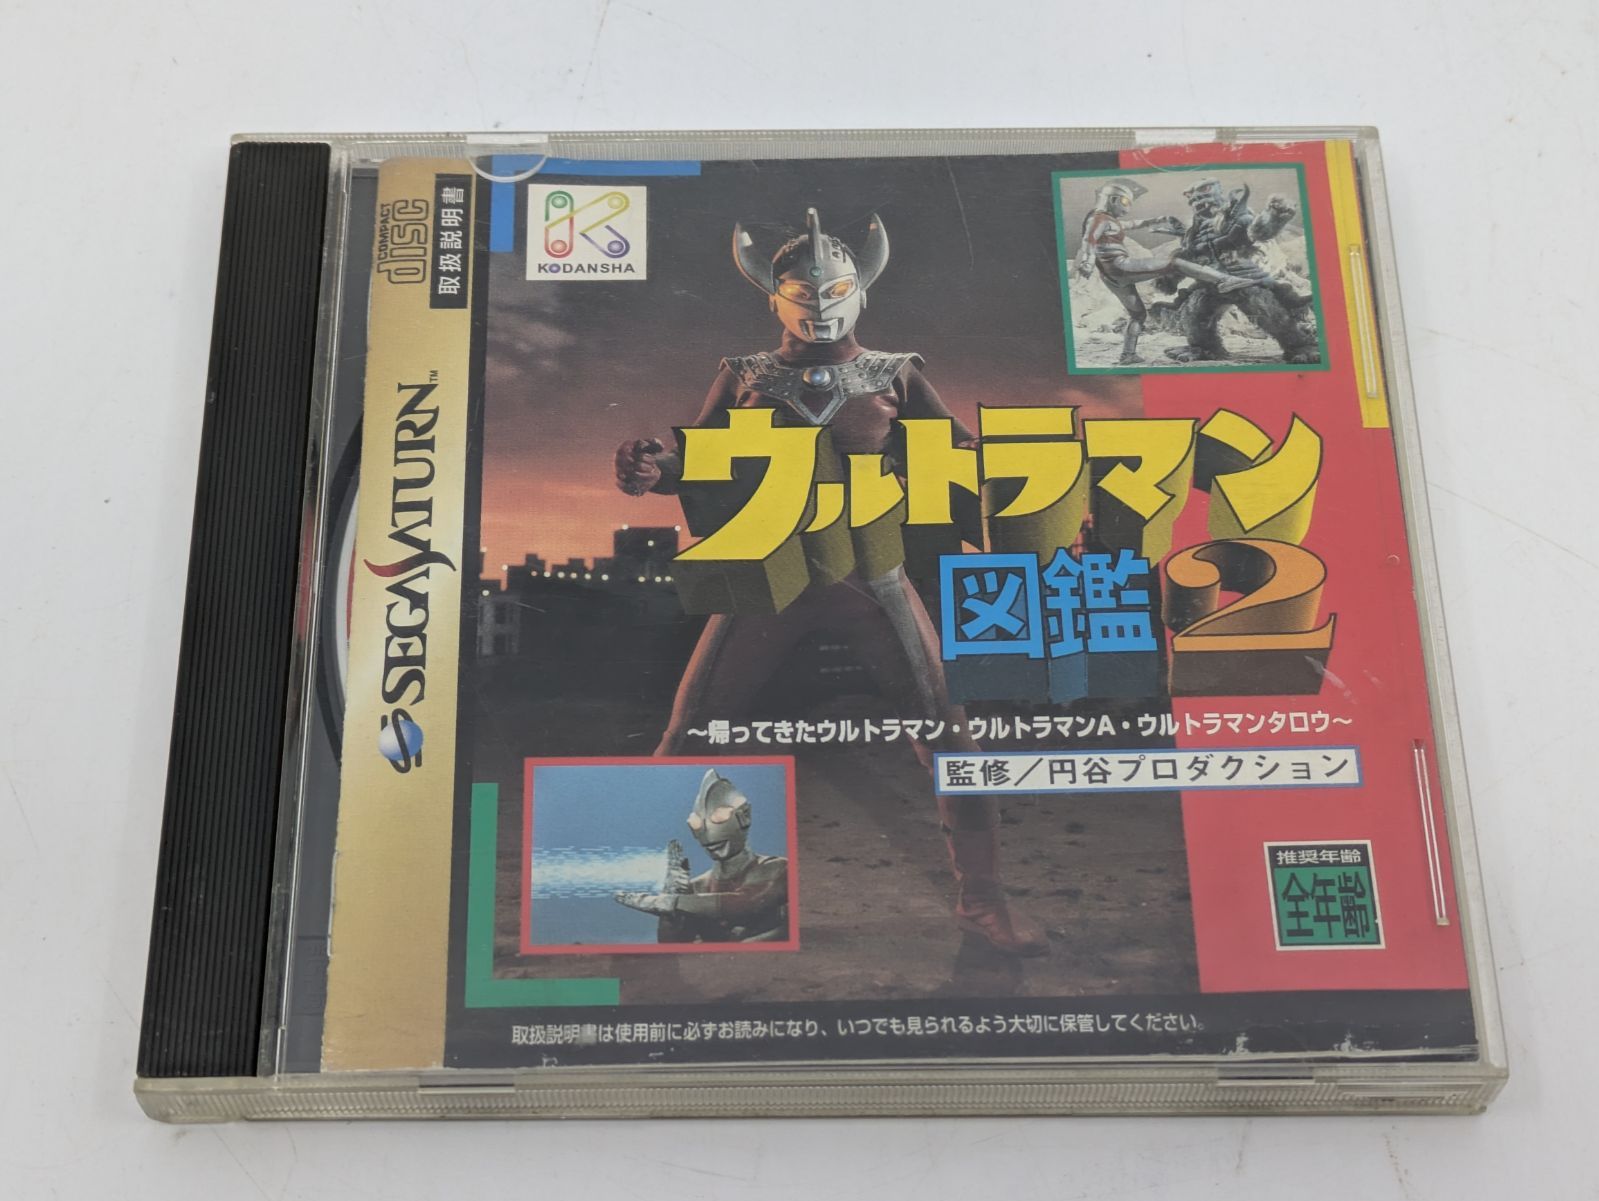 COMPACT
disc
取扱説明書
SEGA SATURN™
KODANSHA
ウルトラマン
図鑑2
～帰ってきたウルトラマン・ウルトラマンA・ウルトラマンタロウ～
監修／円谷プロダクション
推奨年齢
全年齢
取扱説明書は使用前に必ずお読みになり、いつでも見られるよう大切に保管してください。